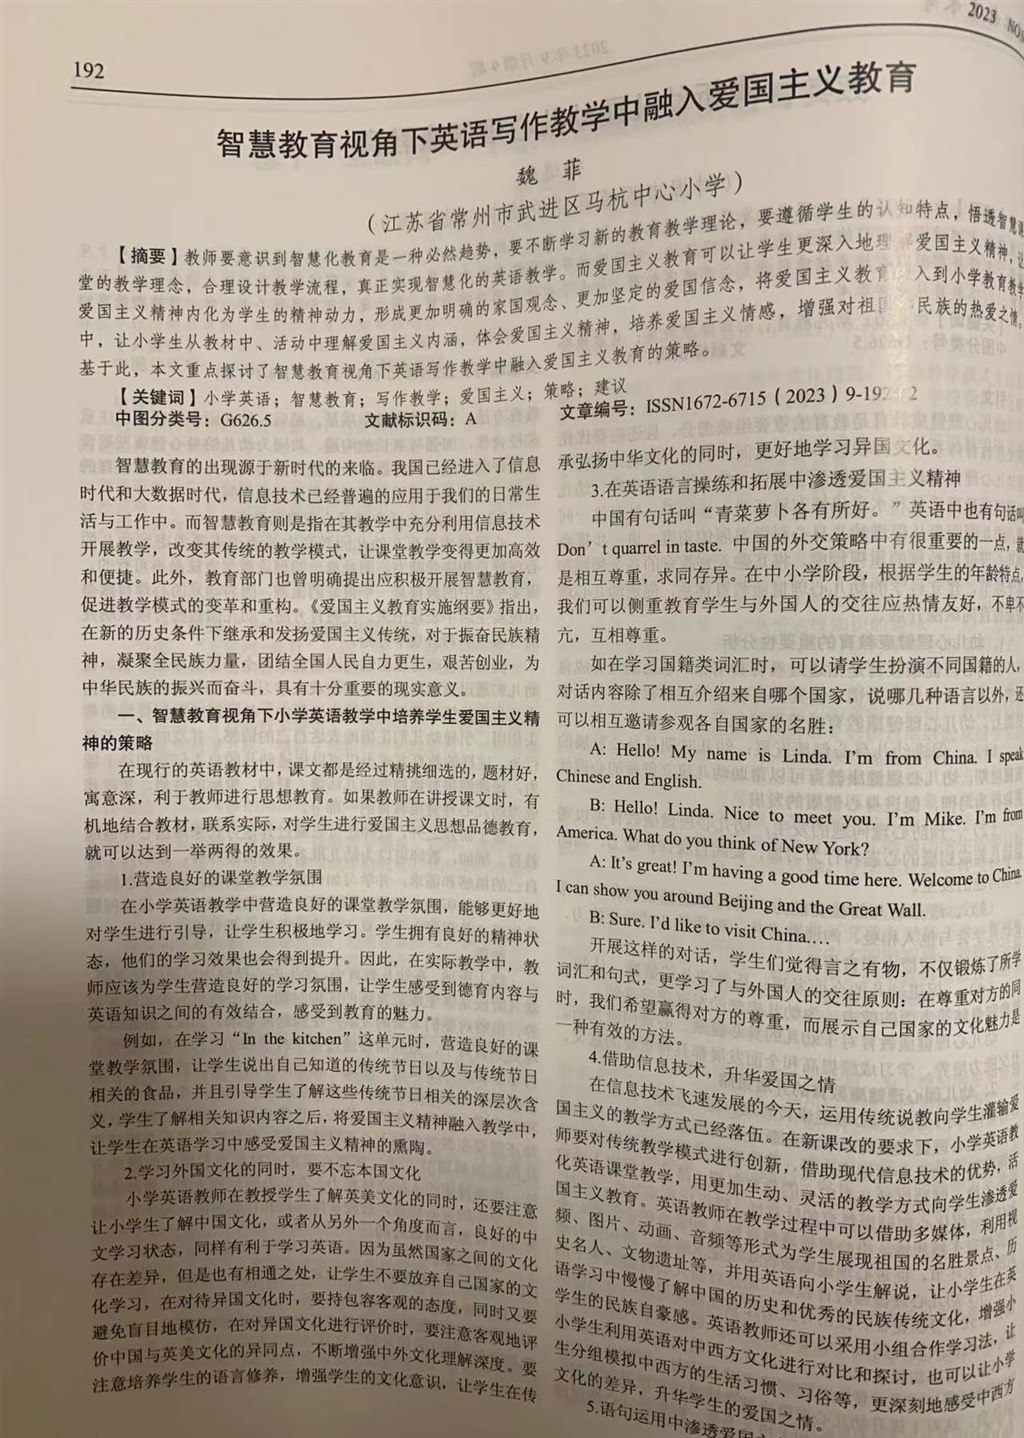 192
2023 NO
智慧教育视角下英语写作教学中融入爱国主义教育
魏 菲
（江苏省常州市武进区马杭中心小学）
【摘要】教师要意识到智慧化教育是一种必然趋势，要不断学习新的教育教学理论，要遵循学生的认知特点，悟透智慧课
堂的教学理念，合理设计教学流程，真正实现智慧化的英语教学。而爱国主义教育可以让学生更深入地理 爱国主义精神，让
爱国主义精神内化为学生的精神动力，形成更加明确的家国观念、更加坚定的爱国信念，将爱国主义教 入到小学教育教学
中，让小学生从教材中、活动中理解爱国主义内涵，体会爱国主义精神，培养爱国主义情感，增强对祖 民族的热爱之情。
基于此，本文重点探讨了智慧教育视角下英语写作教学中融入爱国主义教育的策略。
【关键词】小学英语；智慧教育；写作教学；爱国主义；策略；建议
中图分类号：G626.5 文献标识码：A 文章编号：ISSN1672-6715（2023）9-192 2
智慧教育的出现源于新时代的来临。我国已经进入了信息
时代和大数据时代，信息技术已经普遍的应用于我们的日常生
活与工作中。而智慧教育则是指在其教学中充分利用信息技术
开展教学，改变其传统的教学模式，让课堂教学变得更加高效
和便捷。此外，教育部门也曾明确提出应积极开展智慧教育，
促进教学模式的变革和重构。《爱国主义教育实施纲要》指出，
在新的历史条件下继承和发扬爱国主义传统，对于振奋民族精
神，凝聚全民族力量，团结全国人民自力更生，艰苦创业，为
中华民族的振兴而奋斗，具有十分重要的现实意义。
一、智慧教育视角下小学英语教学中培养学生爱国主义精
神的策略
在现行的英语教材中，课文都是经过精挑细选的，题材好，
寓意深，利于教师进行思想教育。如果教师在讲授课文时，有
机地结合教材，联系实际，对学生进行爱国主义思想品德教育，
就可以达到一举两得的效果。
1.营造良好的课堂教学氛围
在小学英语教学中营造良好的课堂教学氛围，能够更好地
对学生进行引导，让学生积极地学习。学生拥有良好的精神状
态，他们的学习效果也会得到提升。因此，在实际教学中，教
师应该为学生营造良好的学习氛围，让学生感受到德育内容与
英语知识之间的有效结合，感受到教育的魅力。
例如，在学习“In the kitchen”这单元时，营造良好的课
堂教学氛围，让学生说出自己知道的传统节日以及与传统节日
相关的食品，并且引导学生了解这些传统节日相关的深层次含
义，学生了解相关知识内容之后，将爱国主义精神融入教学中，
让学生在英语学习中感受爱国主义精神的熏陶。
2.学习外国文化的同时，要不忘本国文化
小学英语教师在教授学生了解英美文化的同时，还要注意
让小学生了解中国文化，或者从另外一个角度而言，良好的中
文学习状态，同样有利于学习英语。因为虽然国家之间的文化
存在差异，但是也有相通之处，让学生不要放弃自己国家的文
化学习，在对待异国文化时，要持包容客观的态度，同时又要
避免盲目地模仿，在对异国文化进行评价时，要注意客观地评
价中国与英美文化的异同点，不断增强中外文化理解深度。要
注意培养学生的语言修养，增强学生的文化意识，让学生在传
承弘扬中华文化的同时，更好地学习异国文化。
3.在英语语言操练和拓展中渗透爱国主义精神
中国有句话叫“青菜萝卜各有所好。”英语中也有句话叫
Don’t quarrel in taste. 中国的外交策略中有很重要的一点，就
是相互尊重，求同存异。在中小学阶段，根据学生的年龄特点，
我们可以侧重教育学生与外国人的交往应热情友好，不卑不
亢，互相尊重。
如在学习国籍类词汇时，可以请学生扮演不同国籍的人，
对话内容除了相互介绍来自哪个国家，说哪几种语言以外，还
可以相互邀请参观各自国家的名胜：
A: Hello! My name is Linda. I’m from China. I speak
Chinese and English.
B: Hello! Linda. Nice to meet you. I’m Mike. I’m from
America. What do you think of New York?
A: It’s great! I’m having a good time here. Welcome to China.
I can show you around Beijing and the Great Wall.
B: Sure. I’d like to visit China.…
开展这样的对话，学生们觉得言之有物，不仅锻炼了所学
词汇和句式，更学习了与外国人的交往原则：在尊重对方的同
时，我们希望赢得对方的尊重，而展示自己国家的文化魅力是
一种有效的方法。
4.借助信息技术，升华爱国之情
在信息技术飞速发展的今天，运用传统说教向学生灌输爱
国主义的教学方式已经落伍。在新课改的要求下，小学英语教
师要对传统教学模式进行创新，借助现代信息技术的优势，活
化英语课堂教学，用更加生动、灵活的教学方式向学生渗透爱
国主义教育。英语教师在教学过程中可以借助多媒体，利用视
频、图片、动画、音频等形式为学生展现祖国的名胜景点、历
史名人、文物遗址等，并用英语向小学生解说，让小学生在英
语学习中慢慢了解中国的历史和优秀的民族传统文化，增强小
学生的民族自豪感。英语教师还可以采用小组合作学习法，让
小学生利用英语对中西方文化进行对比和探讨，也可以让小学
生分组模拟中西方的生活习惯、习俗等，更深刻地感受中西方
文化的差异，升华学生的爱国之情。
5.语句运用中渗透爱国